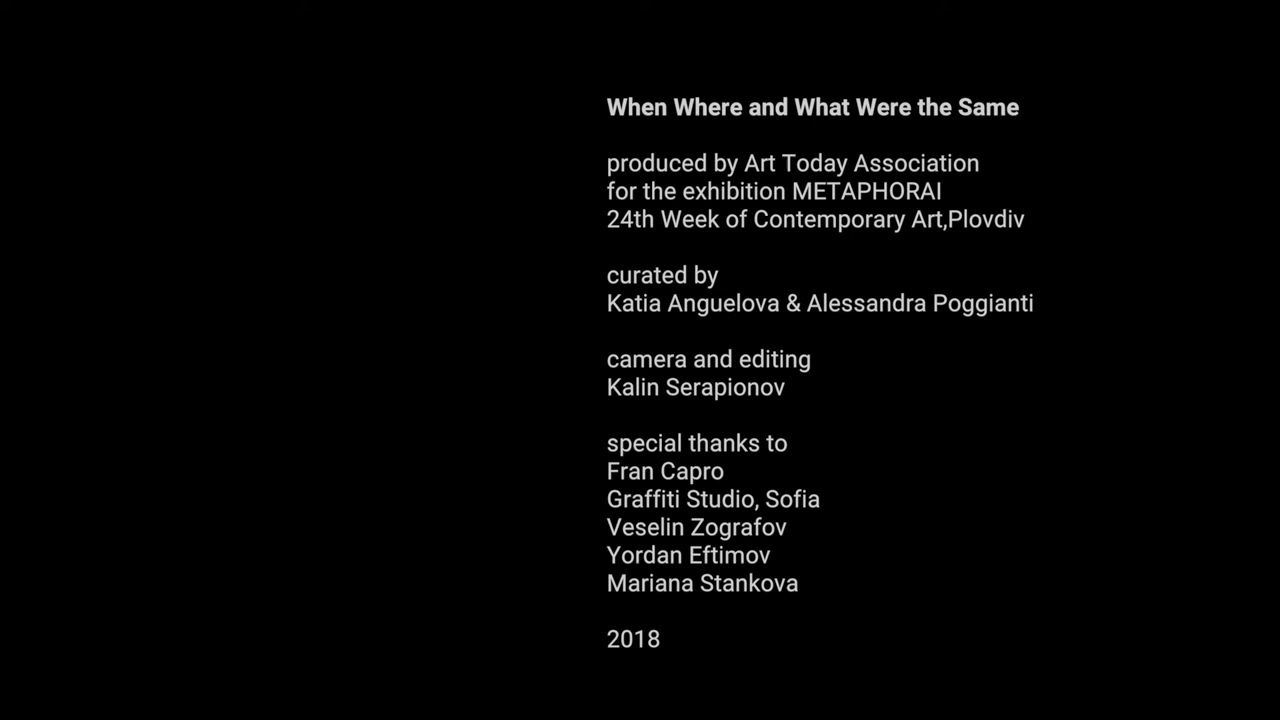 When Where and What Were the Same
produced by Art Today Association
for the exhibition METAPHORAI
24th Week of Contemporary Art,Plovdiv
curated by
Katia Anguelova & Alessandra Poggianti
camera and editing
Kalin Serapionov
special thanks to
Fran Capro
Graffiti Studio, Sofia
Veselin Zografov
Yordan Eftimov
Mariana Stankova
2018